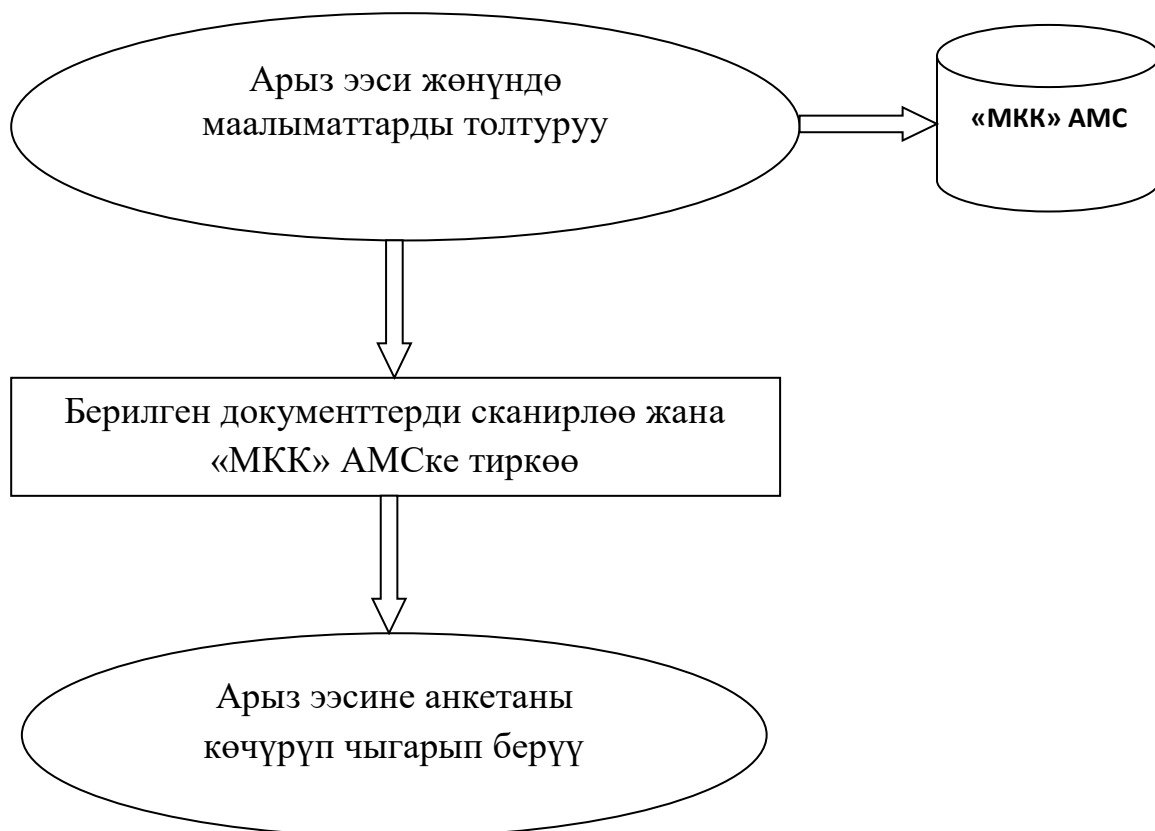 Арыз ээси жөнүндө
маалыматтарды толтуруу
«МКК» АМС
Берилген документтерди сканирлөө жана
«МКК» АМСке тиркөө
Арыз ээсине анкетаны
көчүрүп чыгарып берүү